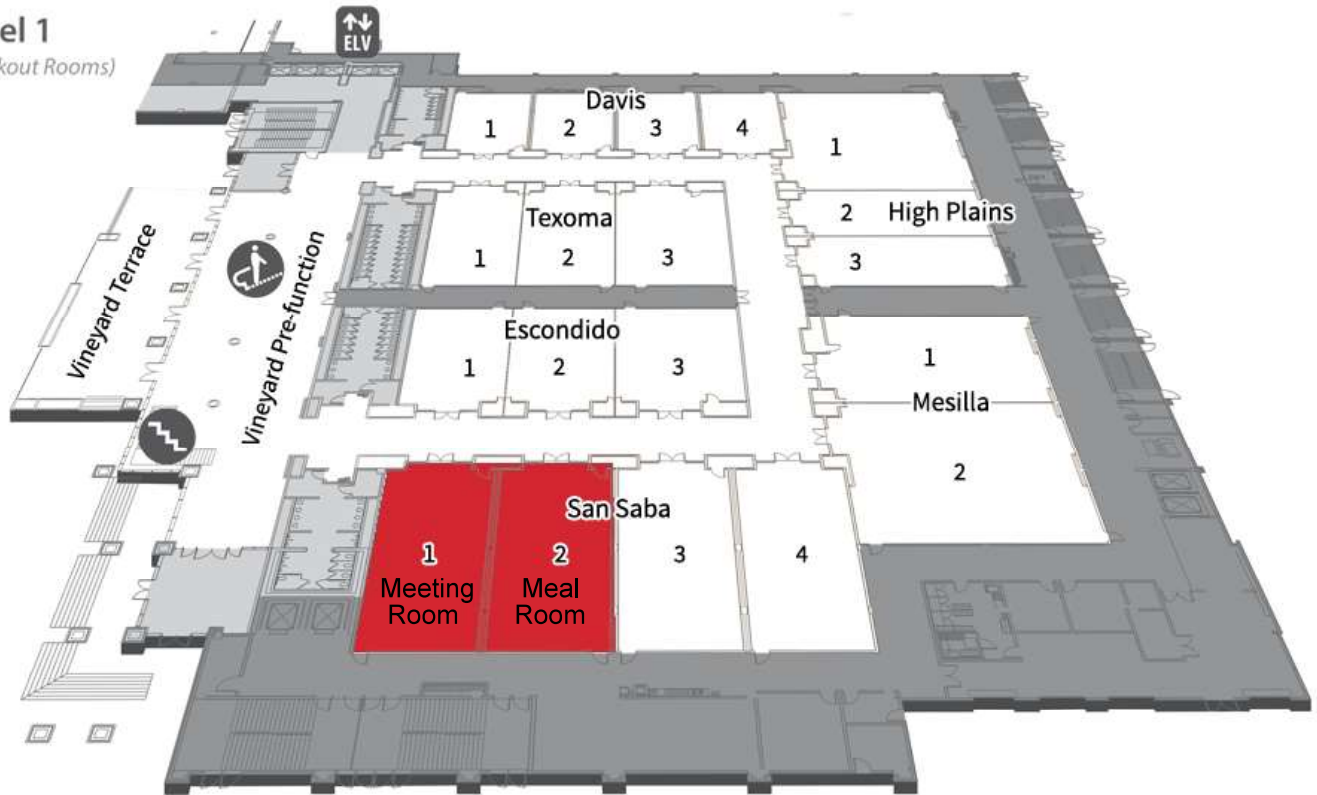 el 1
kout Rooms)
ELV
Davis
1
2
3
4
1
2
High Plains
3
Texoma
1
2
3
Vineyard Terrace
Vineyard Pre-function
Escondido
1
2
3
1
Mesilla
2
San Saba
1
Meeting
Room
2
Meal
Room
3
4